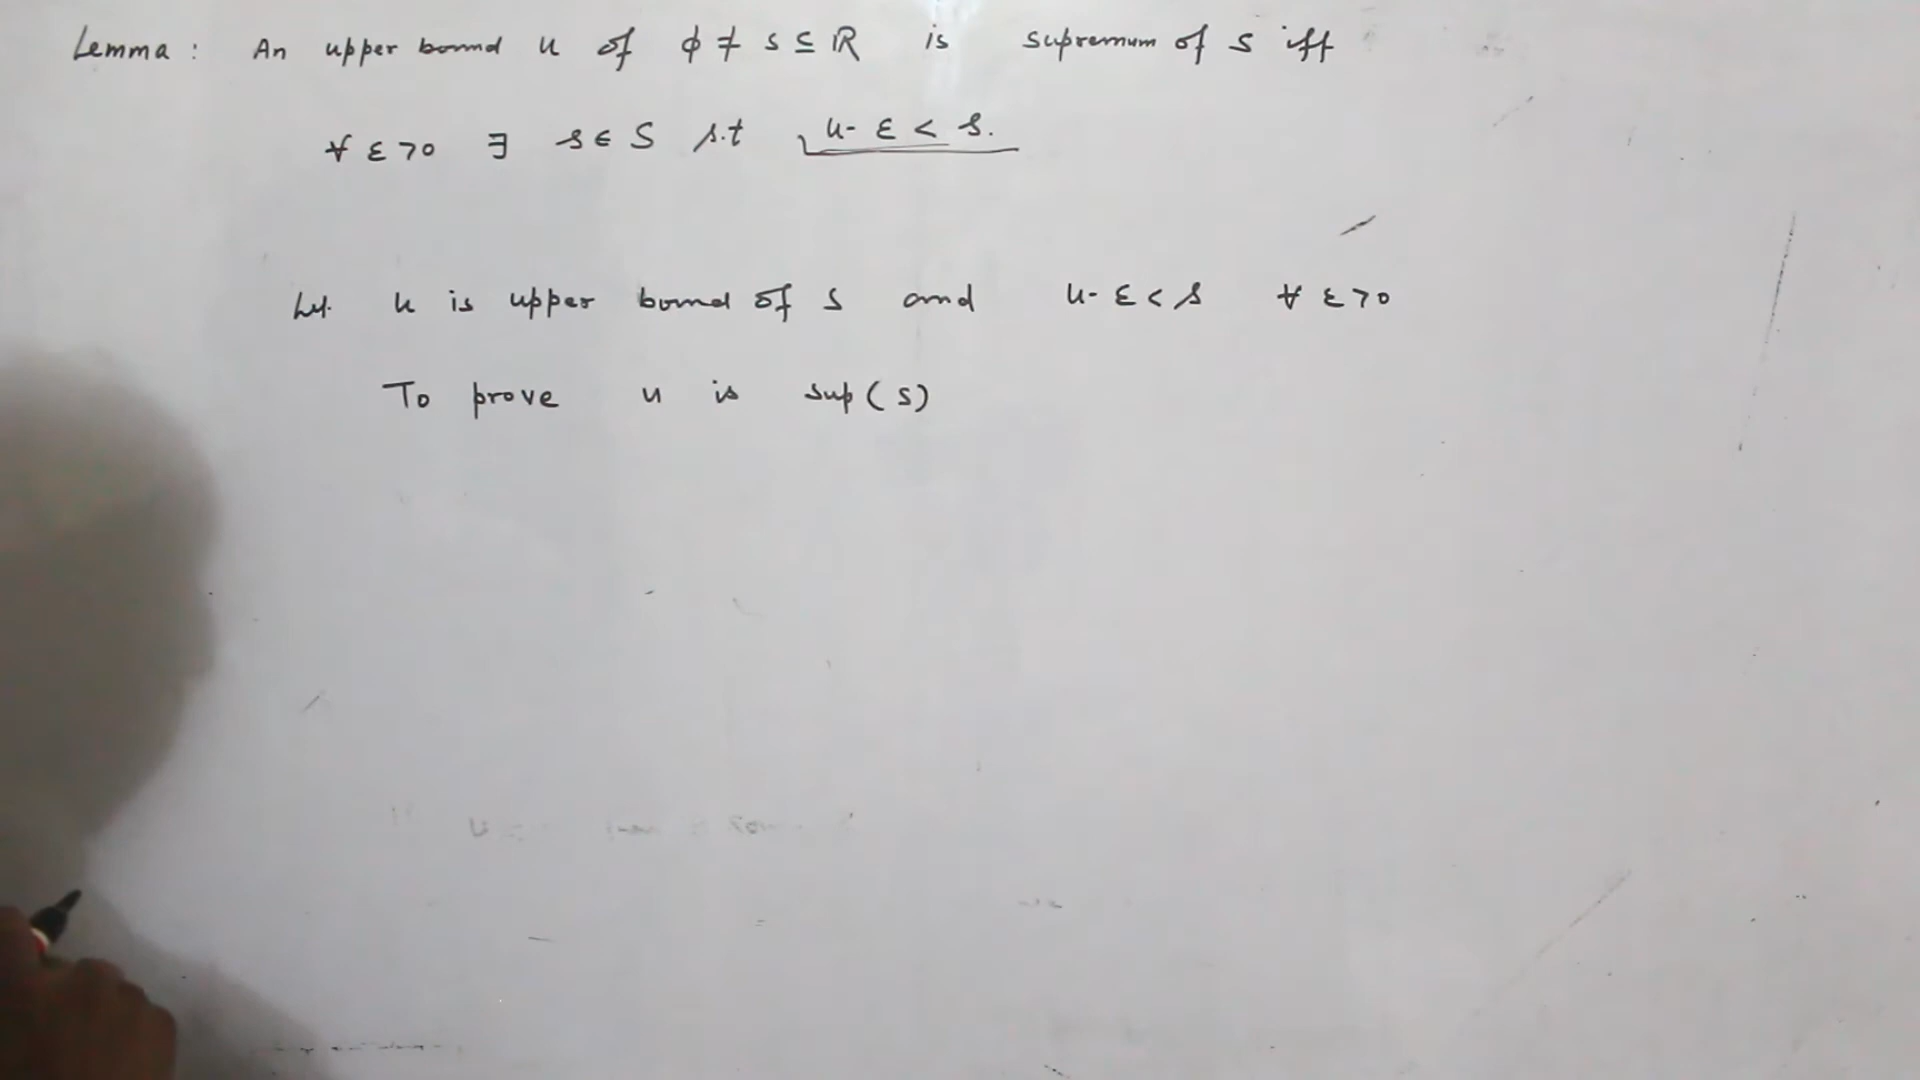 Lemma : An upper bound u of ϕ ≠ S ⊆ ℝ is supremum of S iff
∀ ε > 0 ∃ s ∈ S s.t u - ε < s.
Let u is upper bound of S and u - ε < s ∀ ε > 0
To prove u is sup(S)